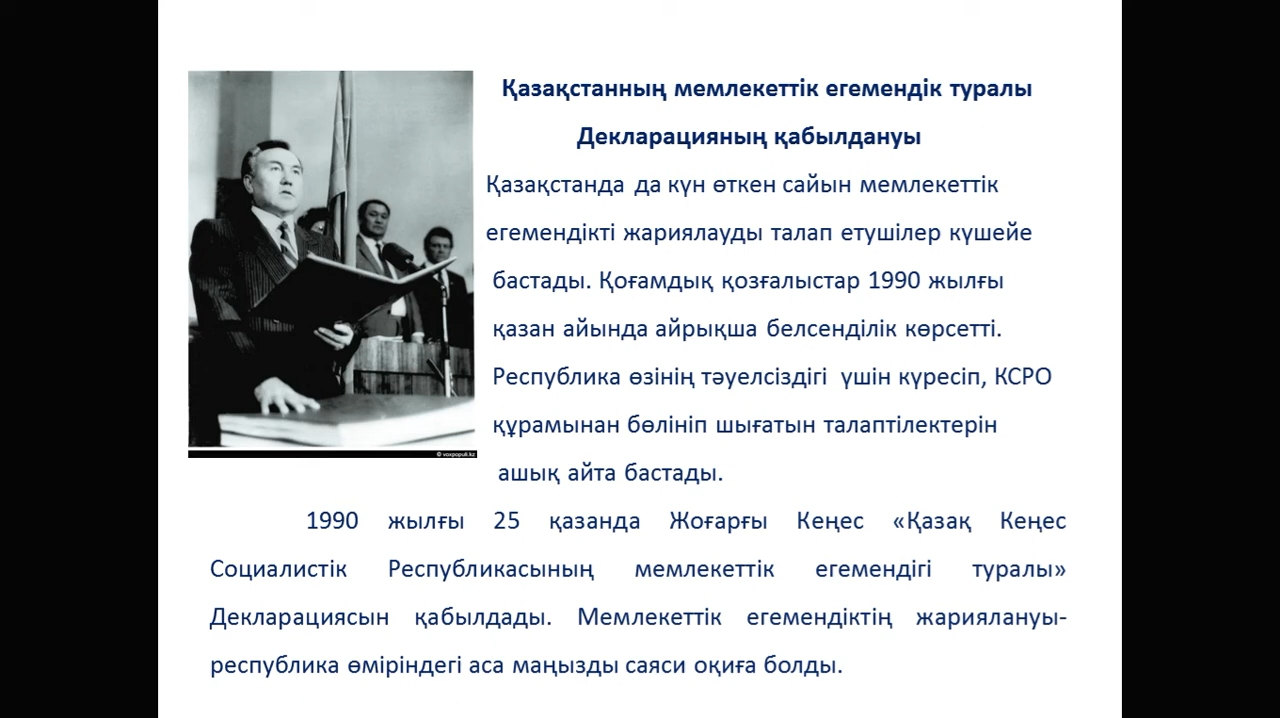 Қазақстанның мемлекеттік егемендік туралы
Декларацияның қабылдануы
Қазақстанда да күн өткен сайын мемлекеттік
егемендікті жариялауды талап етушілер күшейе
бастады. Қоғамдық қозғалыстар 1990 жылғы
қазан айында айрықша белсенділік көрсетті.
Республика өзінің тәуелсіздігі үшін күресіп, КСРО
құрамынан бөлініп шығатын талаптілектерін
ашық айта бастады.
© voxpopuli.kz
1990 жылғы 25 қазанда Жоғарғы Кеңес «Қазақ Кеңес
Социалистік Республикасының мемлекеттік егемендігі туралы»
Декларациясын қабылдады. Мемлекеттік егемендіктің жариялануы-
республика өміріндегі аса маңызды саяси оқиға болды.